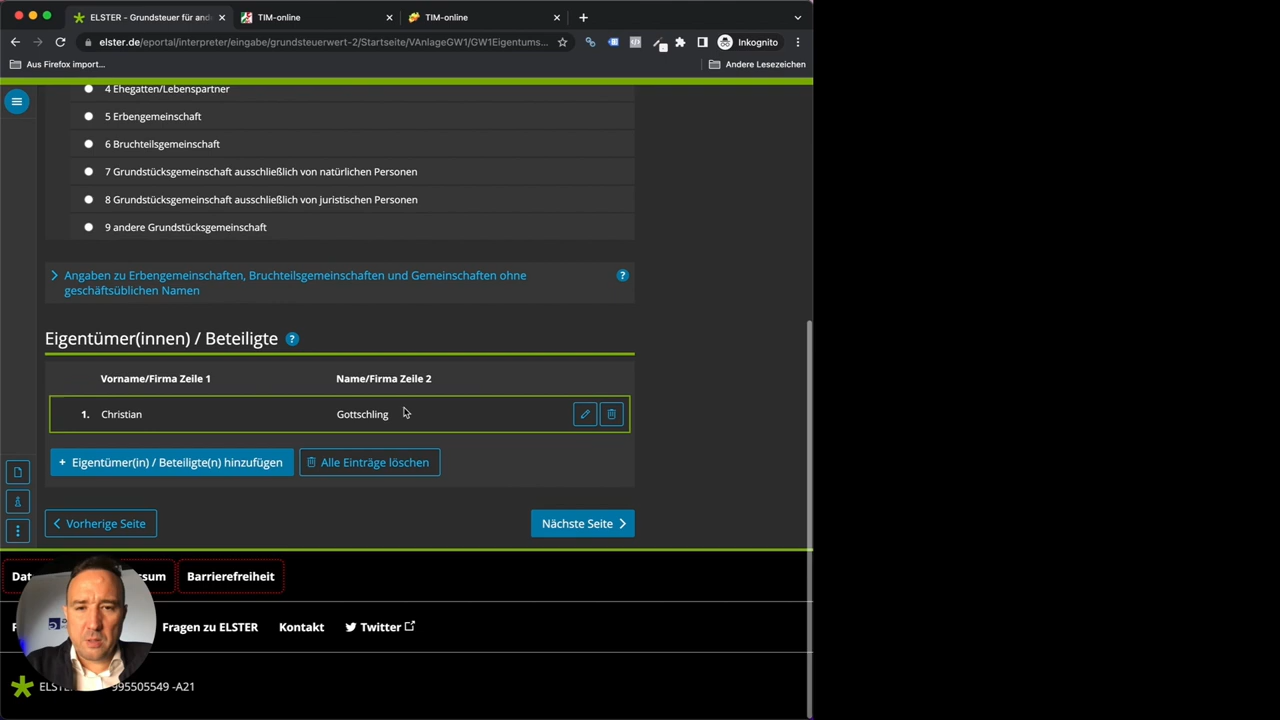 ELSTER - Grundsteuer für and
TIM-online
TIM-online
elster.de/eportal/interpreter/eingabe/grundsteuerwert-2/Startseite/VAnlageGW1/GW1Eigentums...
Inkognito
Aus Firefox import...
Andere Lesezeichen
4 Ehegatten/Lebenspartner
5 Erbengemeinschaft
6 Bruchteilsgemeinschaft
7 Grundstücksgemeinschaft ausschließlich von natürlichen Personen
8 Grundstücksgemeinschaft ausschließlich von juristischen Personen
9 andere Grundstücksgemeinschaft
Angaben zu Erbengemeinschaften, Bruchteilsgemeinschaften und Gemeinschaften ohne
geschäftsüblichen Namen
?
Eigentümer(innen) / Beteiligte ?
Vorname/Firma Zeile 1 Name/Firma Zeile 2
1. Christian Gottschling
+ Eigentümer(in) / Beteiligte(n) hinzufügen
Alle Einträge löschen
Vorherige Seite
Nächste Seite
Dat
ssum
Barrierefreiheit
F
Fragen zu ELSTER
Kontakt
Twitter
ELSTE
995505549 -A21